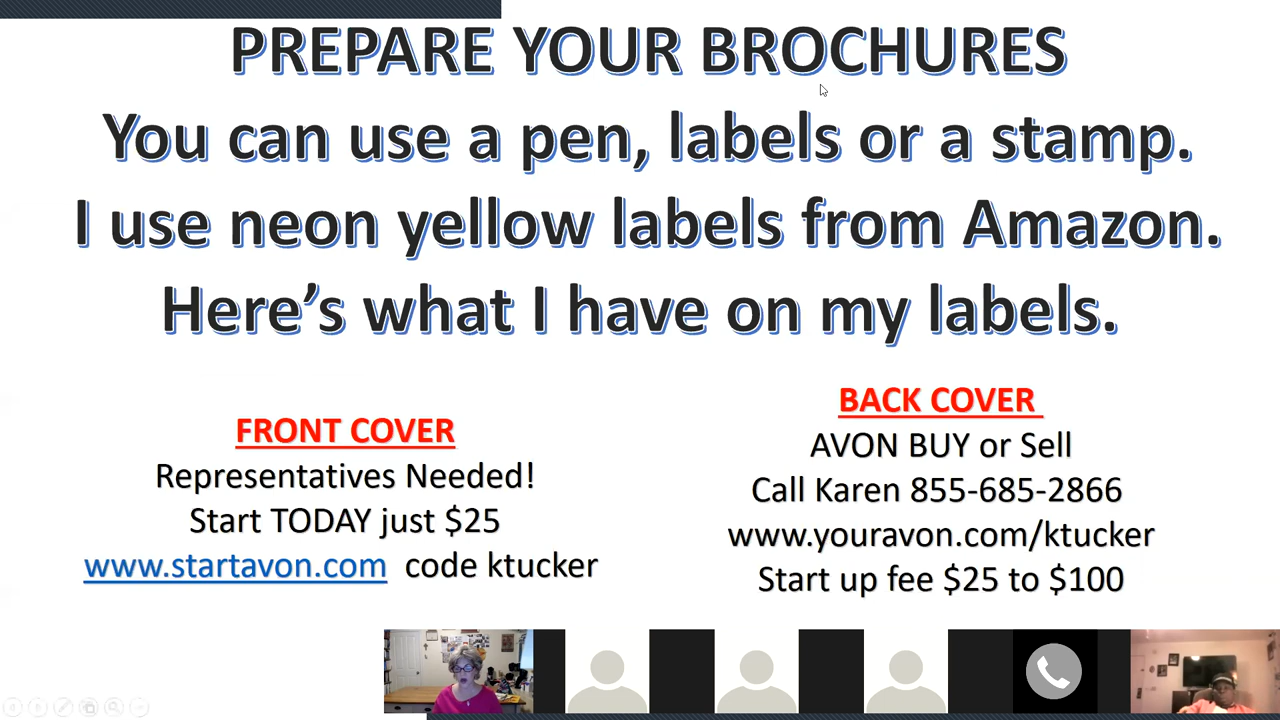 PREPARE YOUR BROCHURES
You can use a pen, labels or a stamp.
I use neon yellow labels from Amazon.
Here’s what I have on my labels.
FRONT COVER
Representatives Needed!
Start TODAY just $25
www.startavon.com code ktucker
BACK COVER
AVON BUY or Sell
Call Karen 855-685-2866
www.youravon.com/ktucker
Start up fee $25 to $100